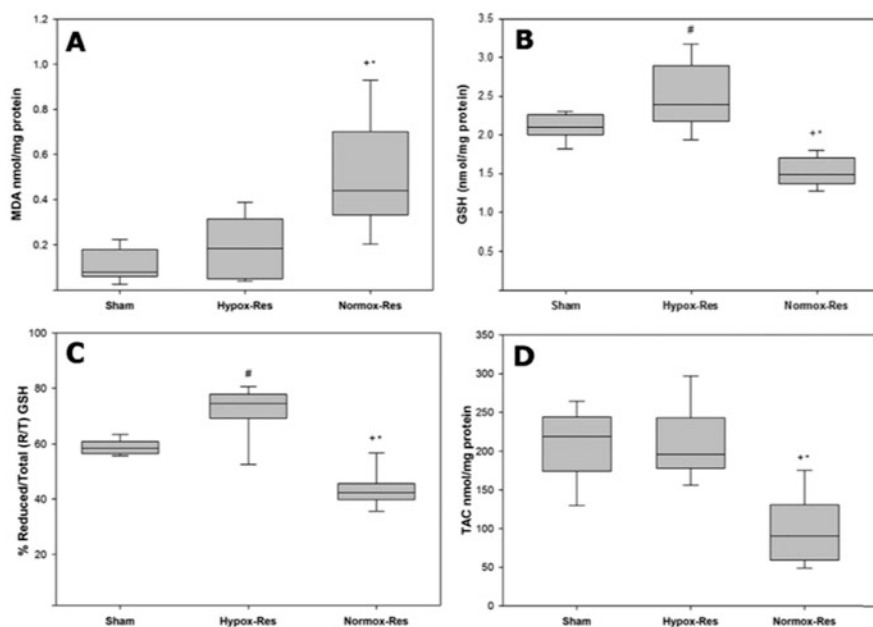 A
MDA nmol/mg protein
1.2
1.0
0.8
0.6
0.4
0.2
+*
Sham Hypox-Res Normox-Res
B
GSH (nmol/mg protein)
3.5
3.0
2.5
2.0
1.5
1.0
.5
#
+*
Sham Hypox-Res Normox-Res
C
% Reduced/Total (R/T) GSH
100
80
60
40
20
#
+*
Sham Hypox-Res Normox-Res
D
TAC nmol/mg protein
350
300
250
200
150
100
50
0
+*
Sham Hypox-Res Normox-Res